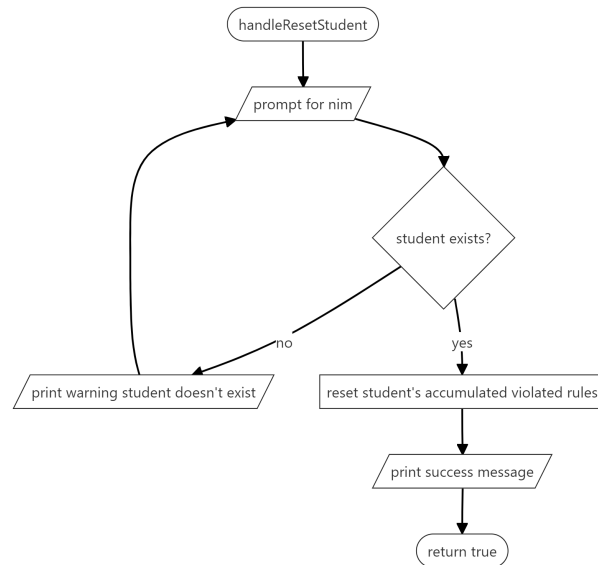 handleResetStudent
prompt for nim
student exists?
no
yes
print warning student doesn't exist
reset student's accumulated violated rules
print success message
return true